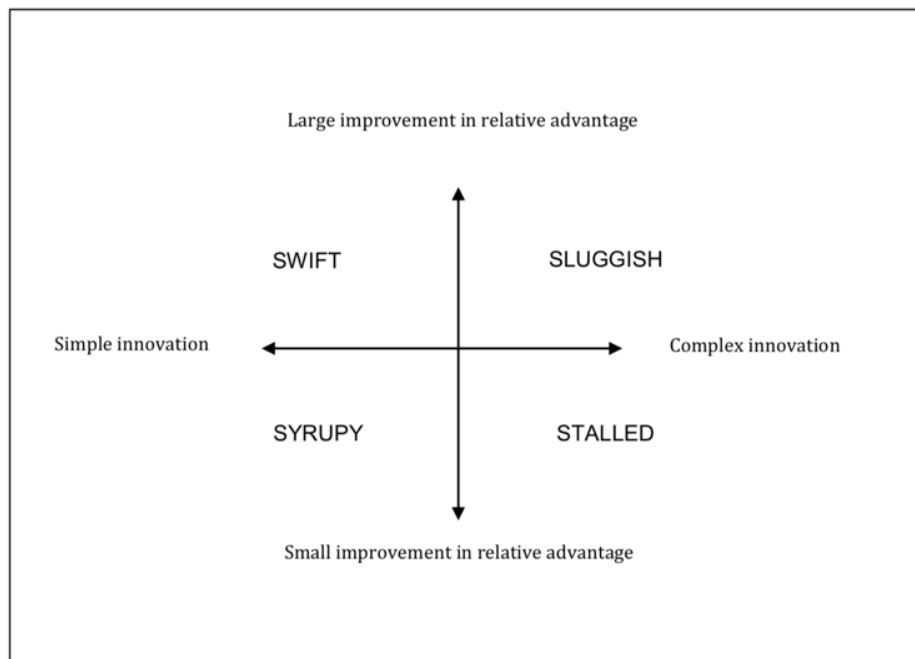 Large improvement in relative advantage
SWIFT
SLUGGISH
Simple innovation
Complex innovation
SYRUPY
STALLED
Small improvement in relative advantage